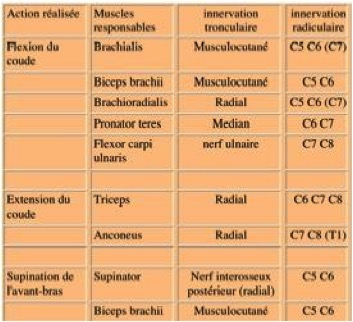 Action réalisée Muscles responsables innervation tronculaire innervation radiculaire
Flexion du coude Brachialis Musculocutané C5 C6 (C7)
Biceps brachii Musculocutané C5 C6
Brachioradialis Radial C5 C6 (C7)
Pronator teres Median C6 C7
Flexor carpi ulnaris nerf ulnaire C7 C8
Extension du coude Triceps Radial C6 C7 C8
Anconeus Radial C7 C8 (T1)
Supination de l'avant-bras Supinator Nerf interosseux postérieur (radial) C5 C6
Biceps brachii Musculocutané C5 C6